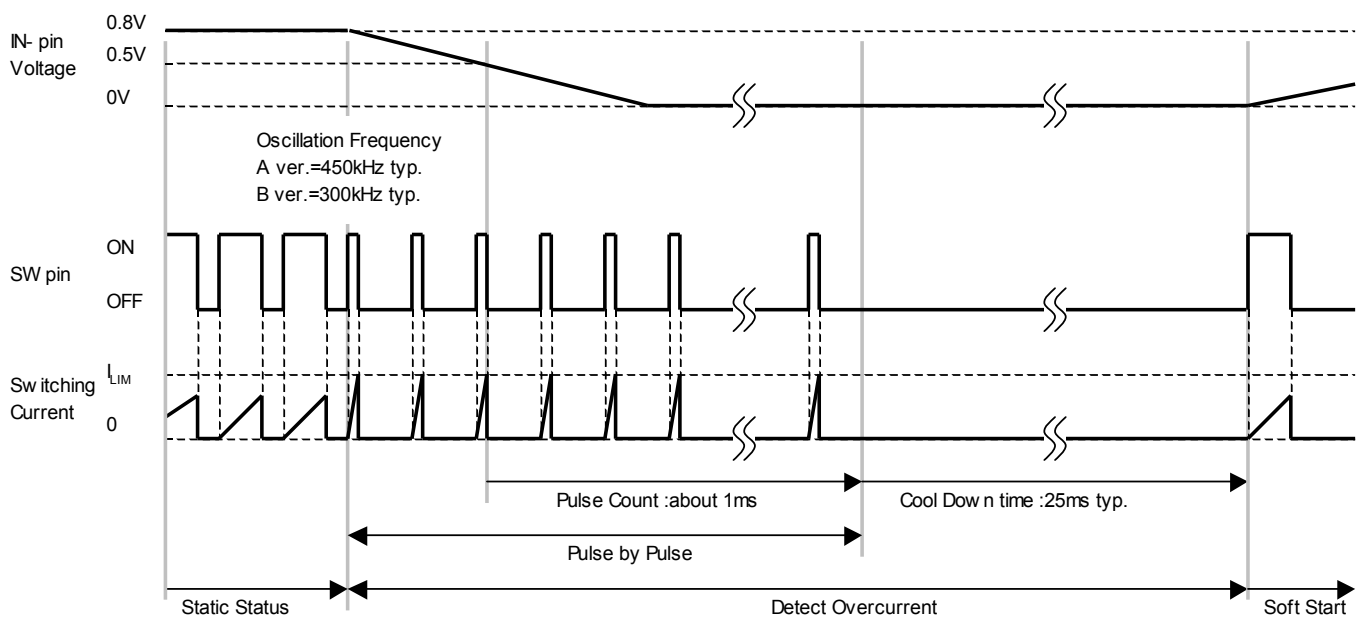 0.8V
IN- pin
Voltage
0.5V
0V
Oscillation Frequency
A ver.=450kHz typ.
B ver.=300kHz typ.
ON
SW pin
OFF
Switching
Current
ILIM
0
Pulse Count :about 1ms
Cool Down time :25ms typ.
Pulse by Pulse
Static Status
Detect Overcurrent
Soft Start